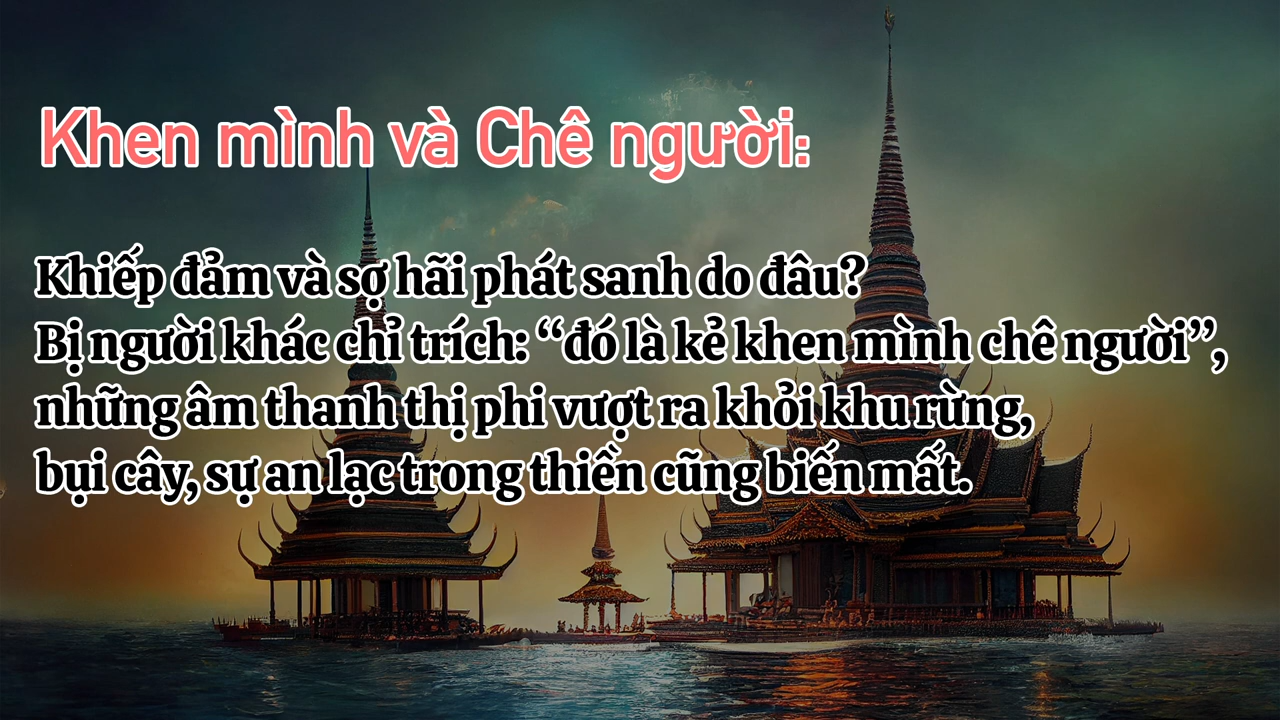 Khen mình và Chê người:
Khiếp đảm và sợ hãi phát sanh do đâu?
Bị người khác chỉ trích: “đó là kẻ khen mình chê người”,
những âm thanh thị phi vượt ra khỏi khu rừng,
bụi cây, sự an lạc trong thiền cũng biến mất.